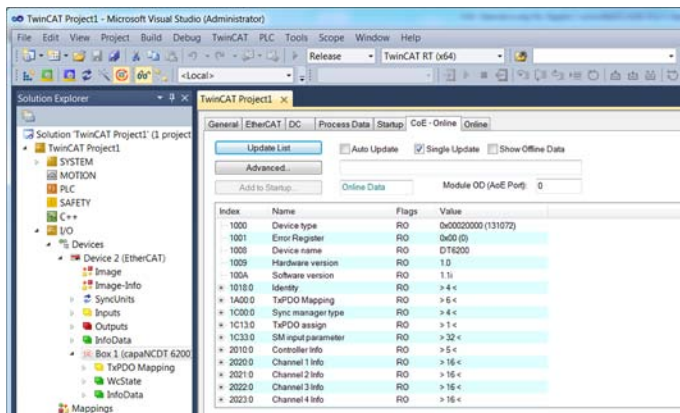 TwinCAT Project1 - Microsoft Visual Studio (Administrator)
File Edit View Project Build Debug TwinCAT PLC Tools Scope Window Help
Release TwinCAT RT (x64)
<Local>
Solution Explorer
TwinCAT Project1
General EtherCAT DC Process Data Startup CoE - Online Online
Update List Auto Update Single Update Show Offline Data
Advanced...
Add to Startup... Online Data Module OD (AoE Port): 0
Solution 'TwinCAT Project1' (1 project
TwinCAT Project1
SYSTEM
MOTION
PLC
SAFETY
C++
I/O
Devices
Device 2 (EtherCAT)
Image
Image-Info
SyncUnits
Inputs
Outputs
InfoData
Box 1 (capaNCDT 6200)
TxPDO Mapping
WcState
InfoData
Mappings
Index Name Flags Value
1000 Device type RO 0x00020000 (131072)
1001 Error Register RO 0x00 (0)
1008 Device name RO DT6200
1009 Hardware version RO 1.0
100A Software version RO 1.1i
1018:0 Identity RO > 4 <
1A00:0 TxPDO Mapping RO > 6 <
1C00:0 Sync manager type RO > 4 <
1C13:0 TxPDO assign RO > 1 <
1C33:0 SM input parameter RO > 32 <
2010:0 Controller Info RO > 5 <
2020:0 Channel 1 Info RO > 16 <
2021:0 Channel 2 Info RO > 16 <
2022:0 Channel 3 Info RO > 16 <
2023:0 Channel 4 Info RO > 16 <